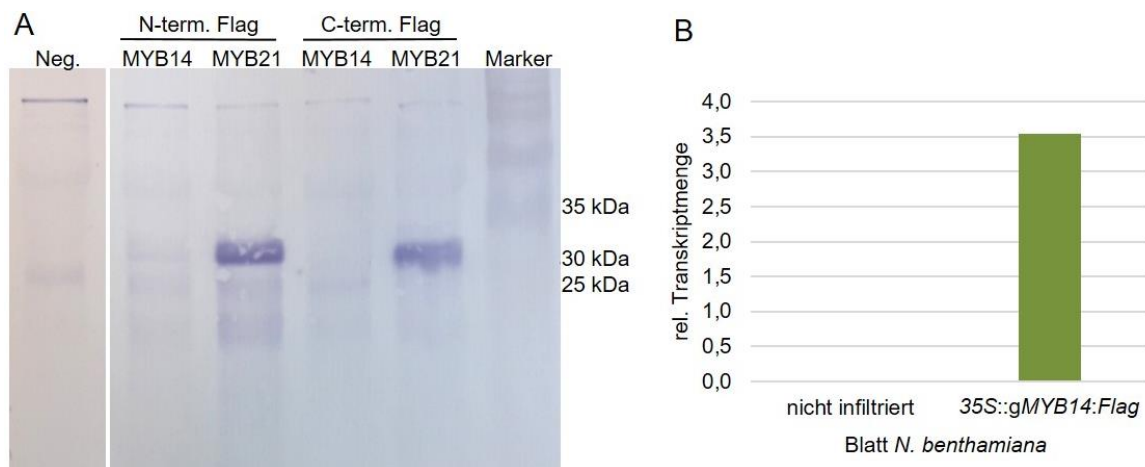 A
N-term. Flag C-term. Flag
Neg. MYB14 MYB21 MYB14 MYB21 Marker
35 kDa
30 kDa
25 kDa
B
rel. Transkriptmenge
4,0
3,5
3,0
2,5
2,0
1,5
1,0
0,5
0,0
nicht infiltriert 35S::gMYB14:Flag
Blatt N. benthamiana